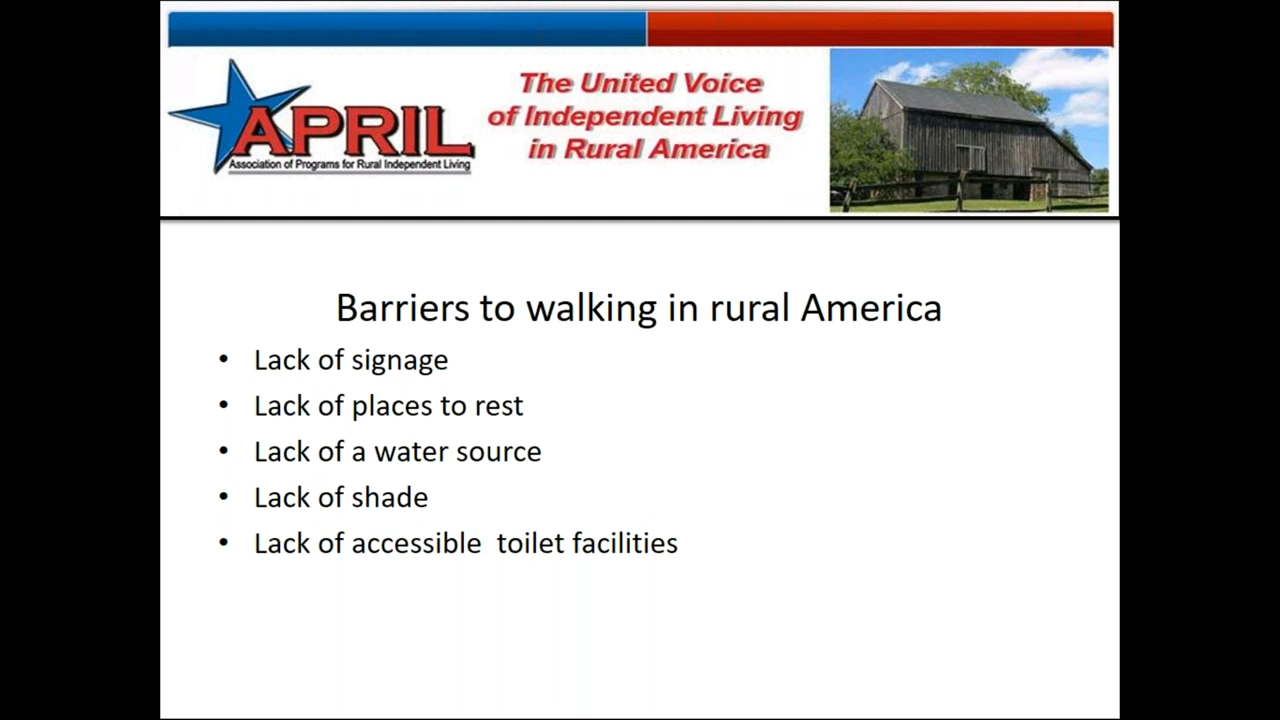 APRIL
Association of Programs for Rural Independent Living
The United Voice
of Independent Living
in Rural America
Barriers to walking in rural America
• Lack of signage
• Lack of places to rest
• Lack of a water source
• Lack of shade
• Lack of accessible  toilet facilities